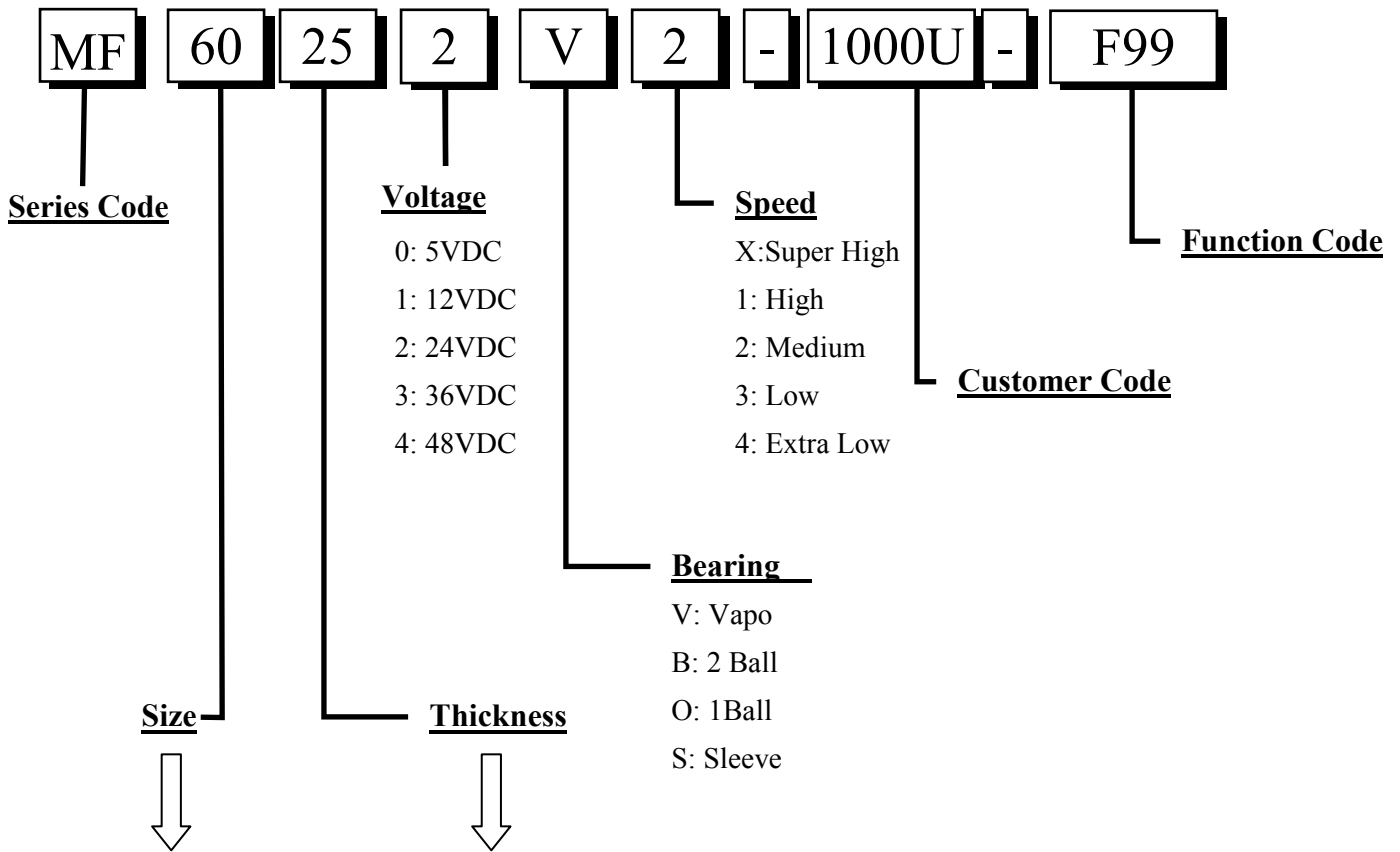 MF 60 25 2 V 2 - 1000U - F99
Series Code
Voltage
0: 5VDC
1: 12VDC
2: 24VDC
3: 36VDC
4: 48VDC
Speed
X:Super High
1: High
2: Medium
3: Low
4: Extra Low
Function Code
Customer Code
Bearing
V: Vapo
B: 2 Ball
O: 1Ball
S: Sleeve
Size
Thickness